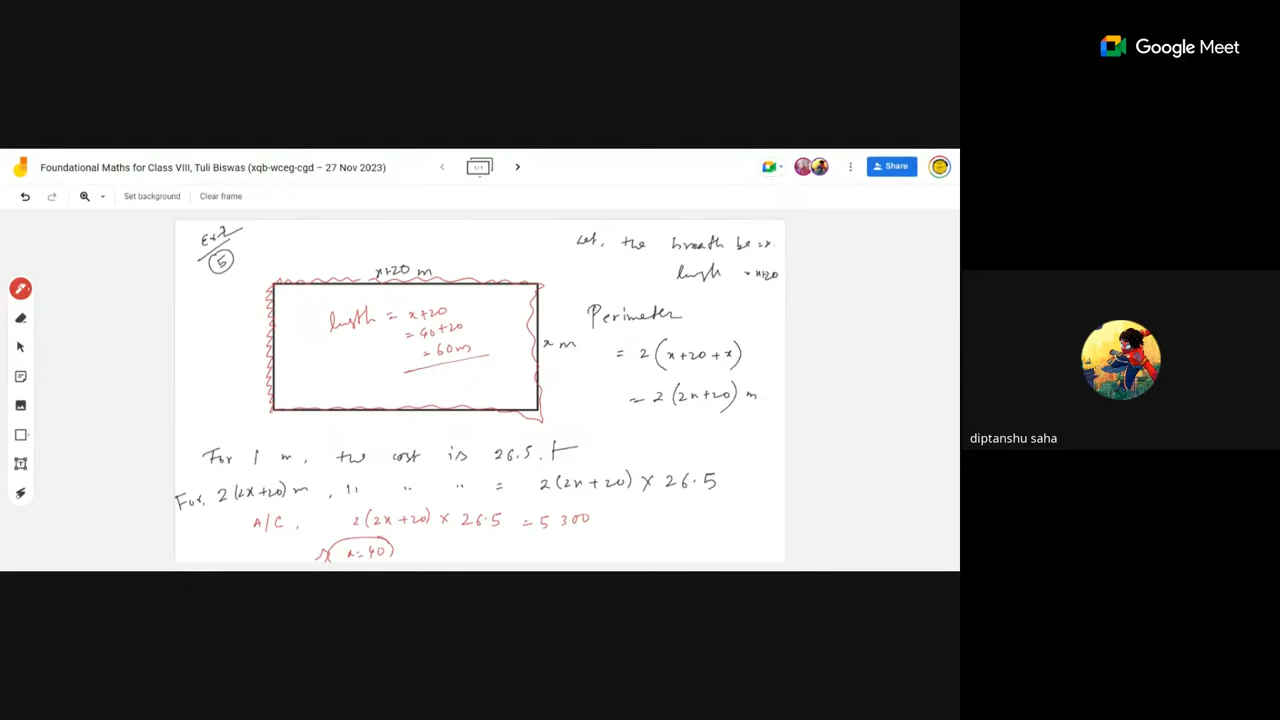 Google Meet
Foundational Maths for Class VIII, Tuli Biswas (xqb-wceg-cgd – 27 Nov 2023)
1/1
Share
Set background
Clear frame
5
x+20 m
Let, the breath be =x.
length = x+20
length = x+20
= 40+20
= 60m
x m
Perimeter
= 2(x+20+x)
= 2(2x+20) m.
For 1 m, the cost is 26.5.
For, 2(2x+20)m, " " " = 2(2x+20) × 26.5
A/C, 2(2x+20) × 26.5 = 5300
x=40
diptanshu saha